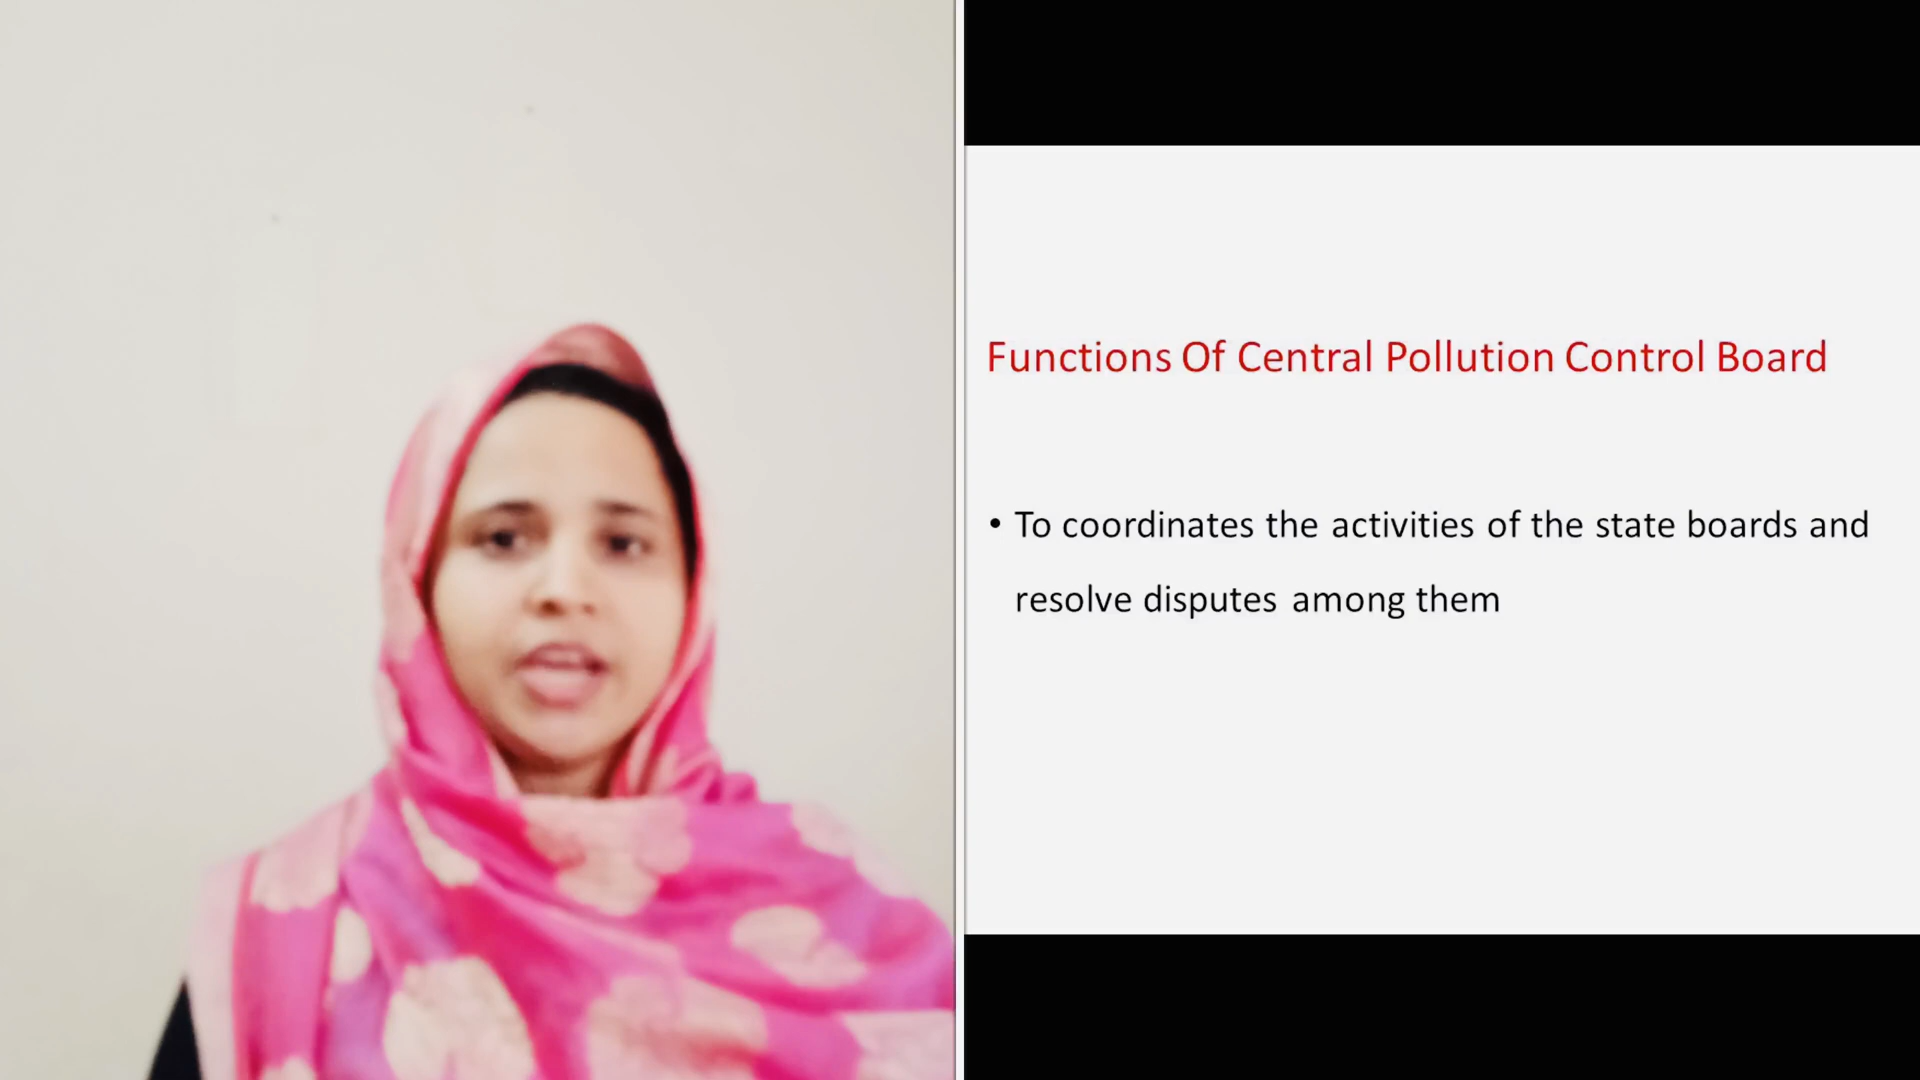 Functions Of Central Pollution Control Board
• To coordinates the activities of the state boards and
resolve disputes among them